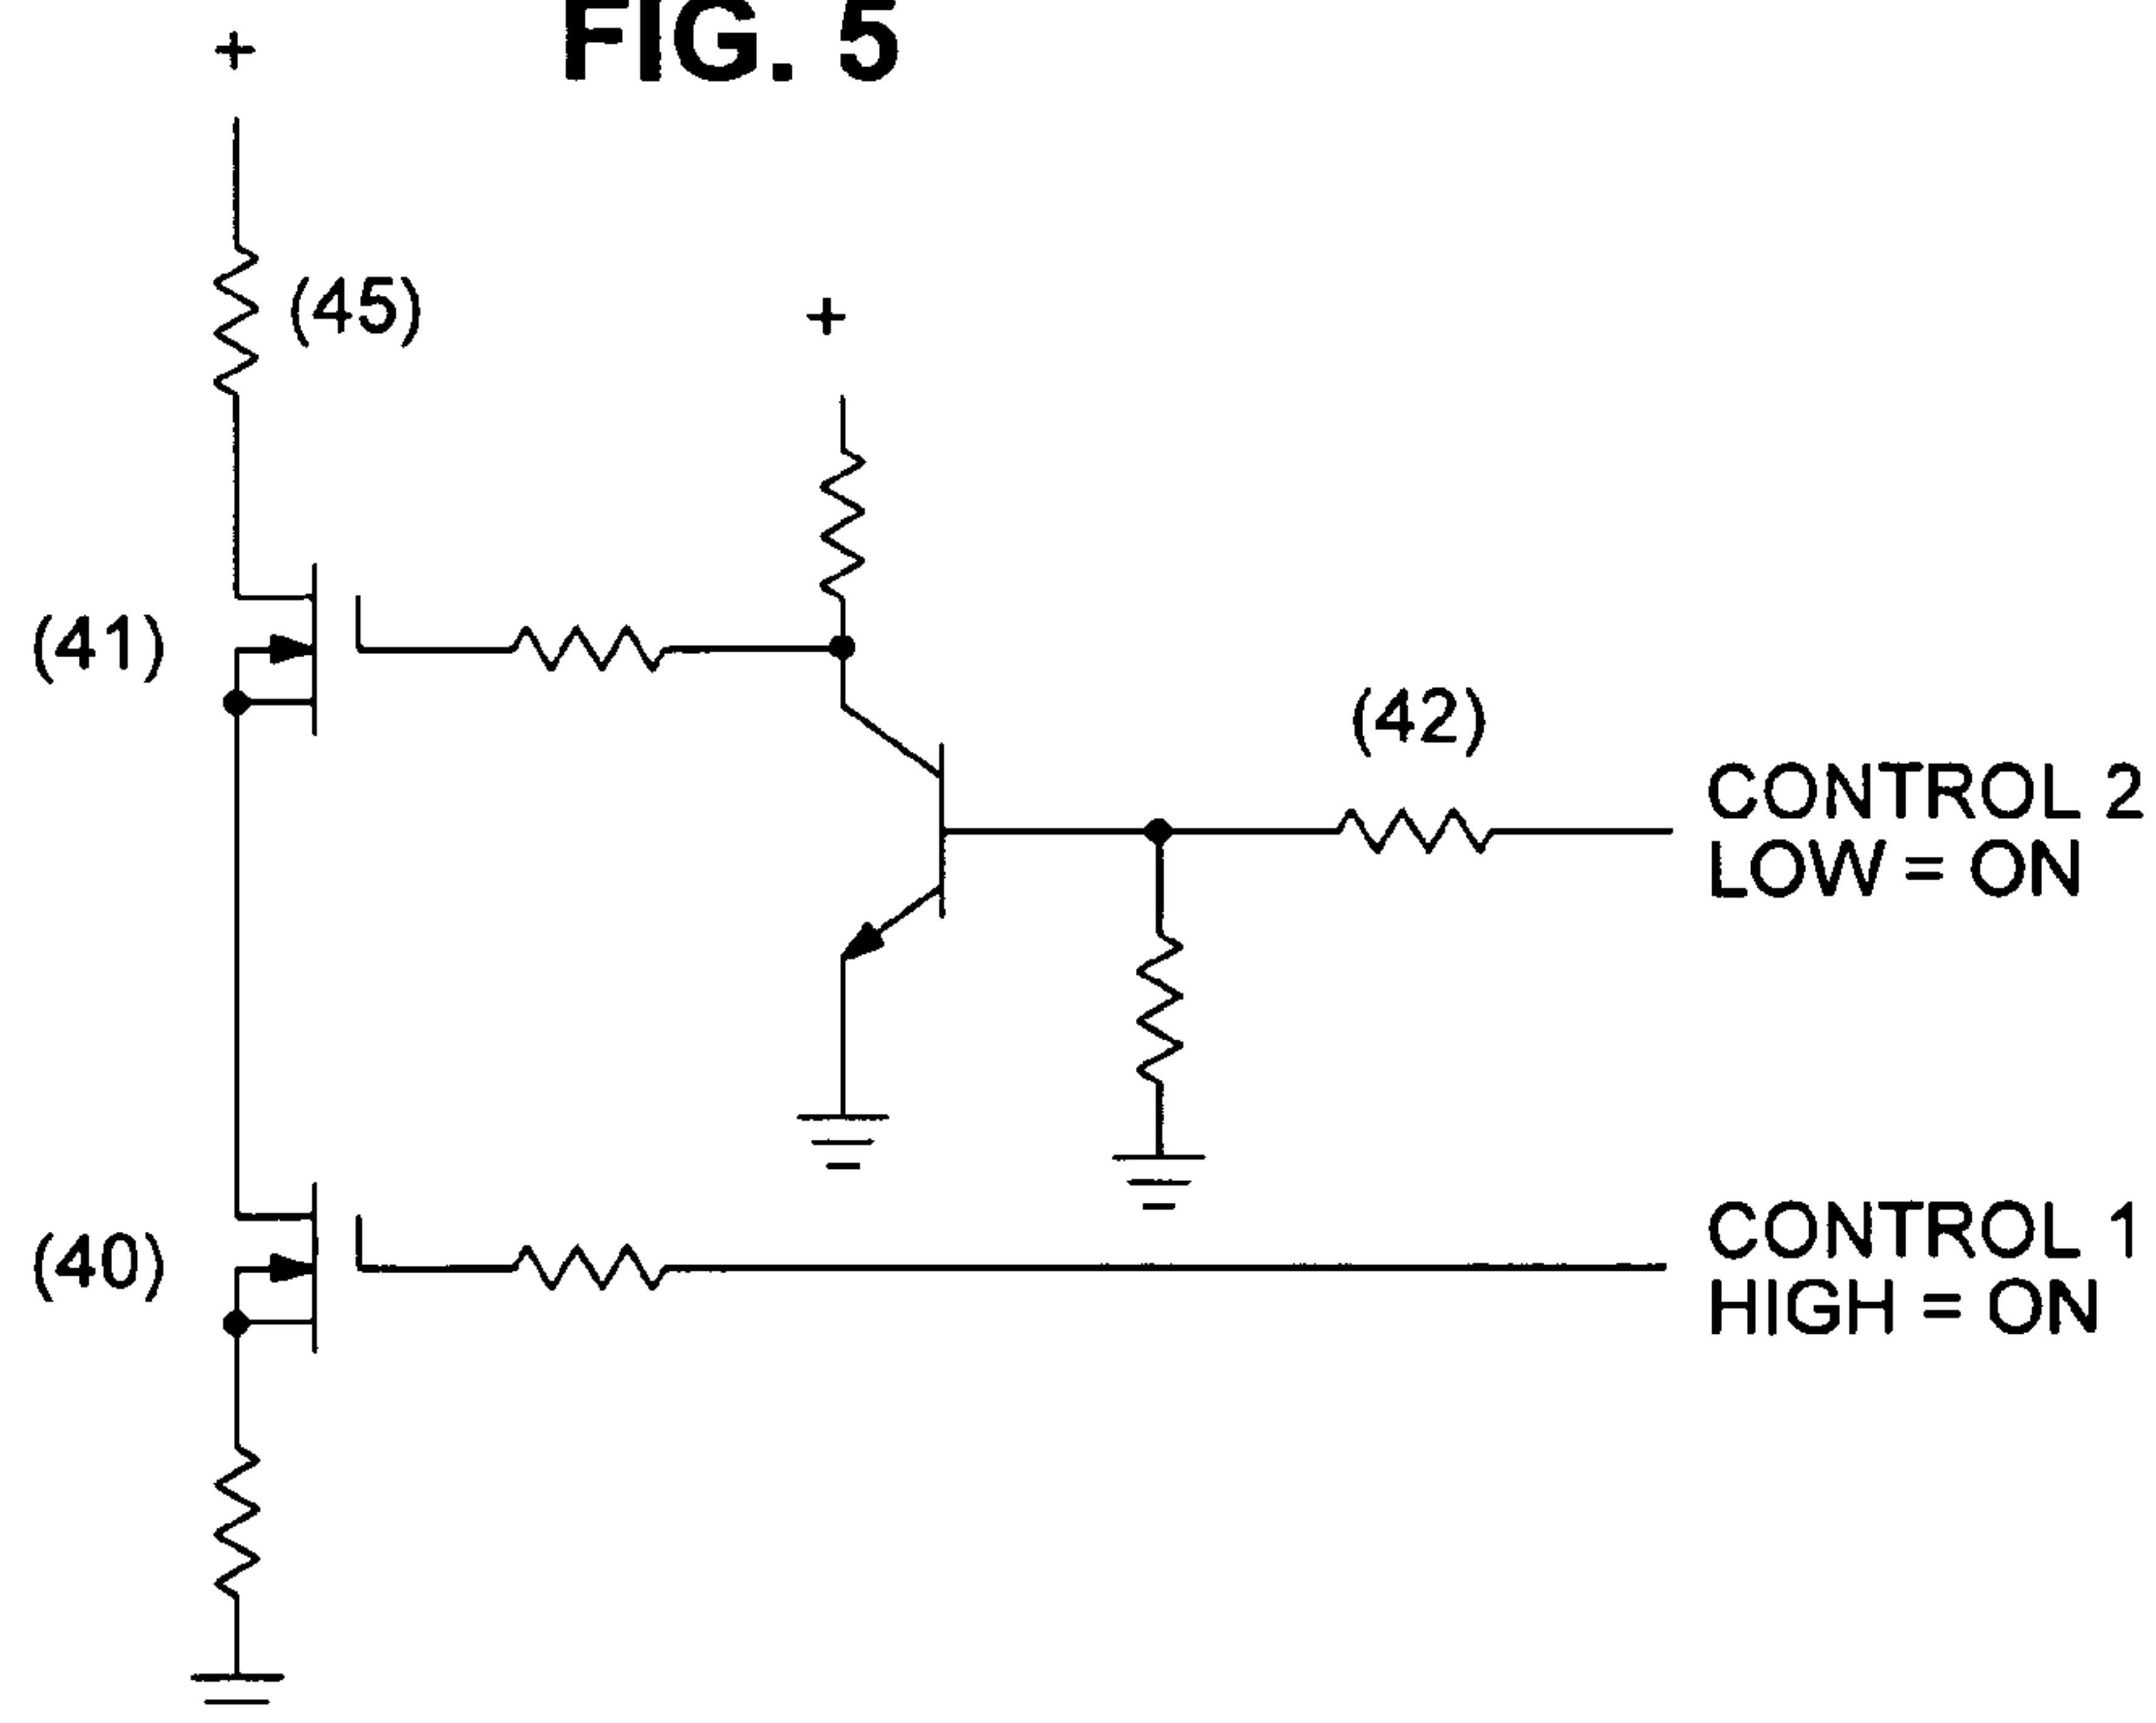 FIG. 5
+
(45)
+
(41)
(42)
CONTROL 2
LOW = ON
(40)
CONTROL 1
HIGH = ON